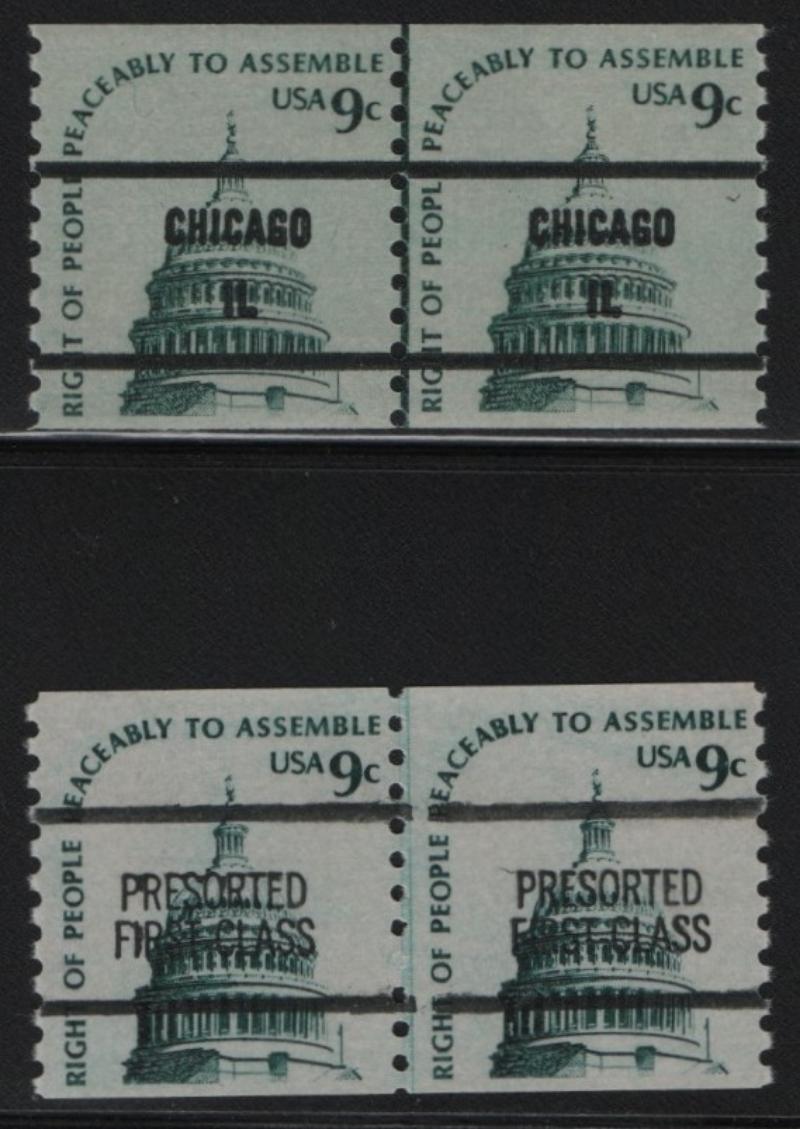 RIGHT OF PEOPLE PEACEABLY TO ASSEMBLE
USA 9c
CHICAGO
IL
RIGHT OF PEOPLE PEACEABLY TO ASSEMBLE
USA 9c
CHICAGO
IL
RIGHT OF PEOPLE PEACEABLY TO ASSEMBLE
USA 9c
PRESORTED
FIRST CLASS
RIGHT OF PEOPLE PEACEABLY TO ASSEMBLE
USA 9c
PRESORTED
FIRST CLASS